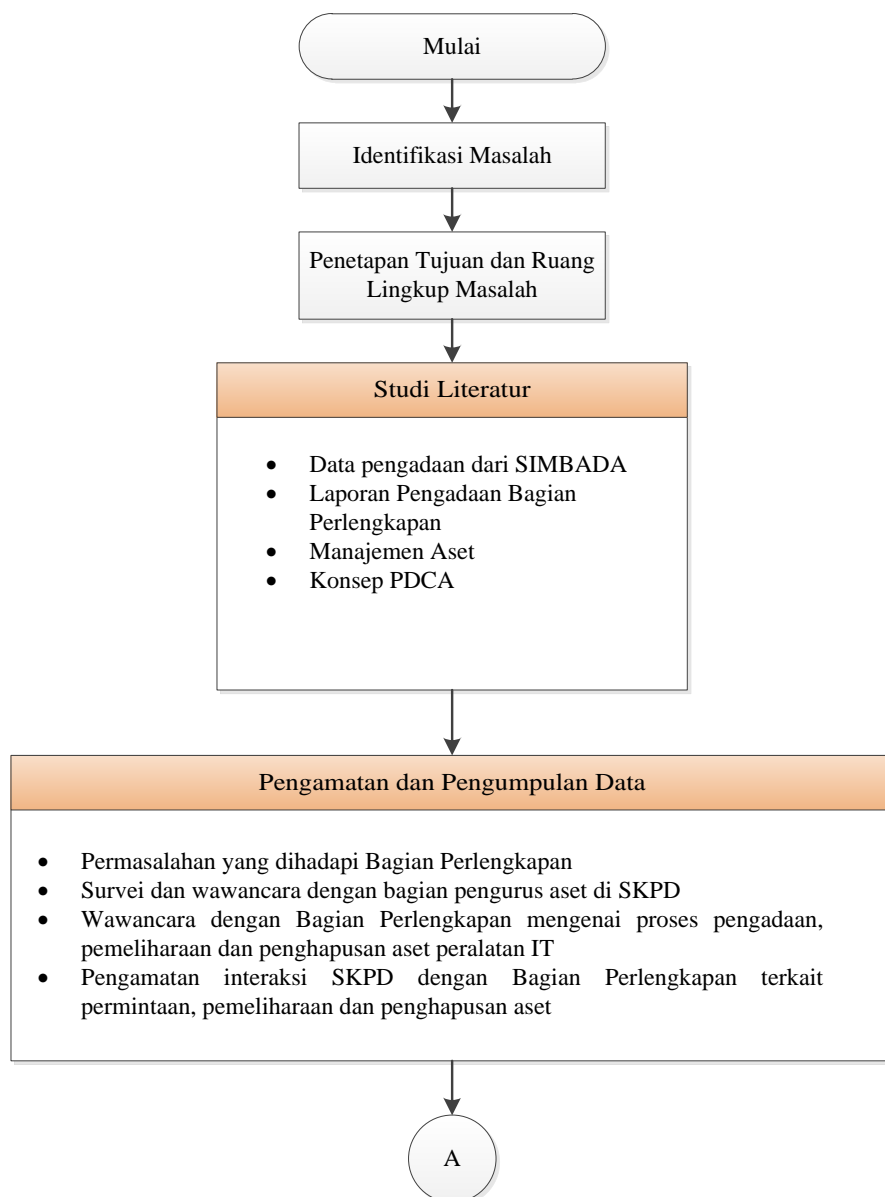 Mulai
Identifikasi Masalah
Penetapan Tujuan dan Ruang
Lingkup Masalah
Studi Literatur
• Data pengadaan dari SIMBADA
• Laporan Pengadaan Bagian
Perlengkapan
• Manajemen Aset
• Konsep PDCA
Pengamatan dan Pengumpulan Data
• Permasalahan yang dihadapi Bagian Perlengkapan
• Survei dan wawancara dengan bagian pengurus aset di SKPD
• Wawancara dengan Bagian Perlengkapan mengenai proses pengadaan,
pemeliharaan dan penghapusan aset peralatan IT
• Pengamatan interaksi SKPD dengan Bagian Perlengkapan terkait
permintaan, pemeliharaan dan penghapusan aset
A